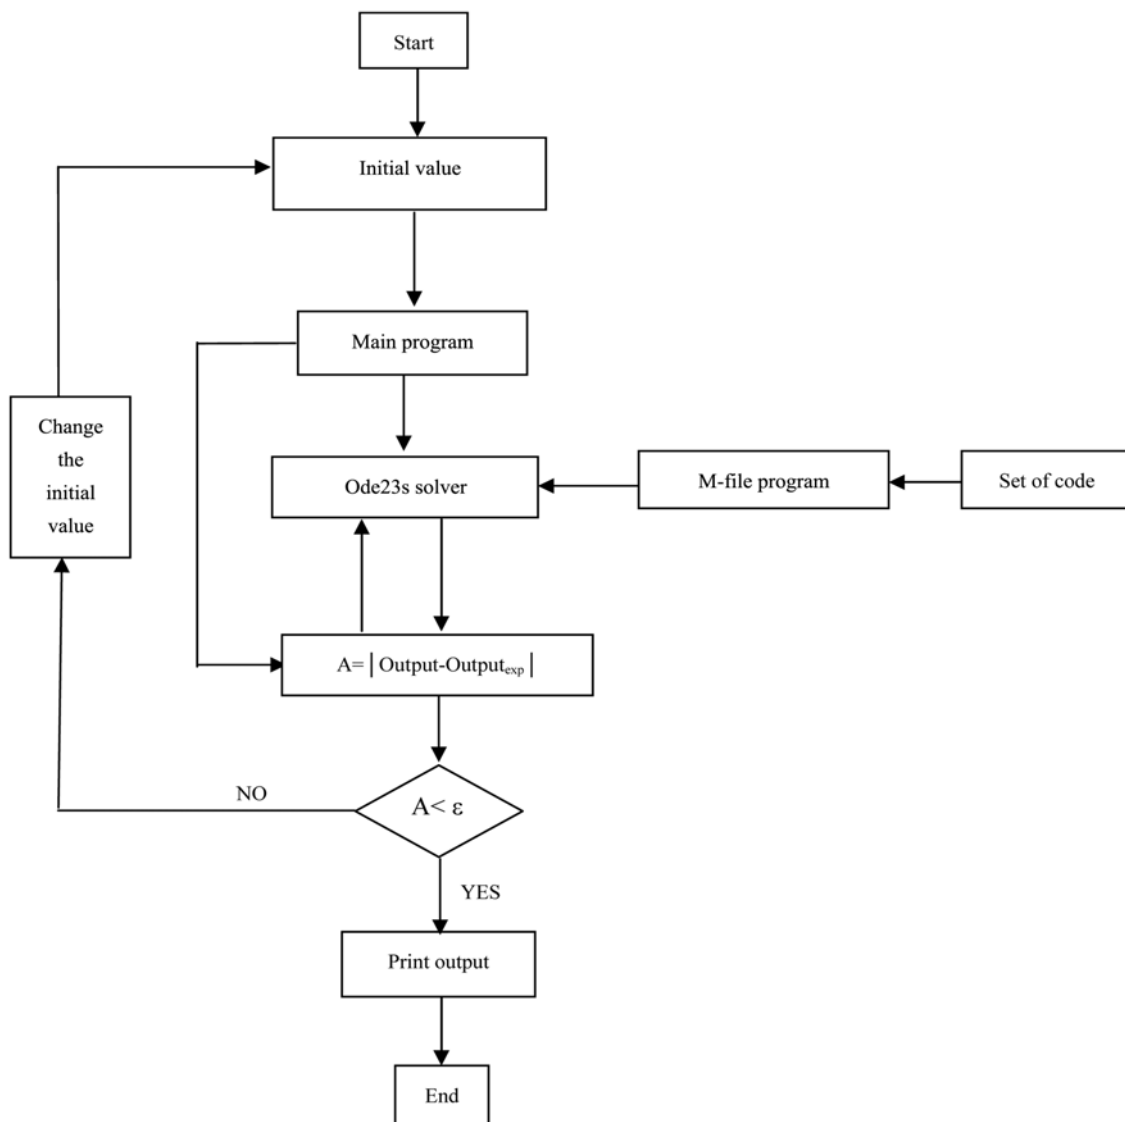 Start
Initial value
Main program
Change
the
initial
value
Ode23s solver
M-file program
Set of code
A=│Output-Outputexp│
A< ε
NO
YES
Print output
End